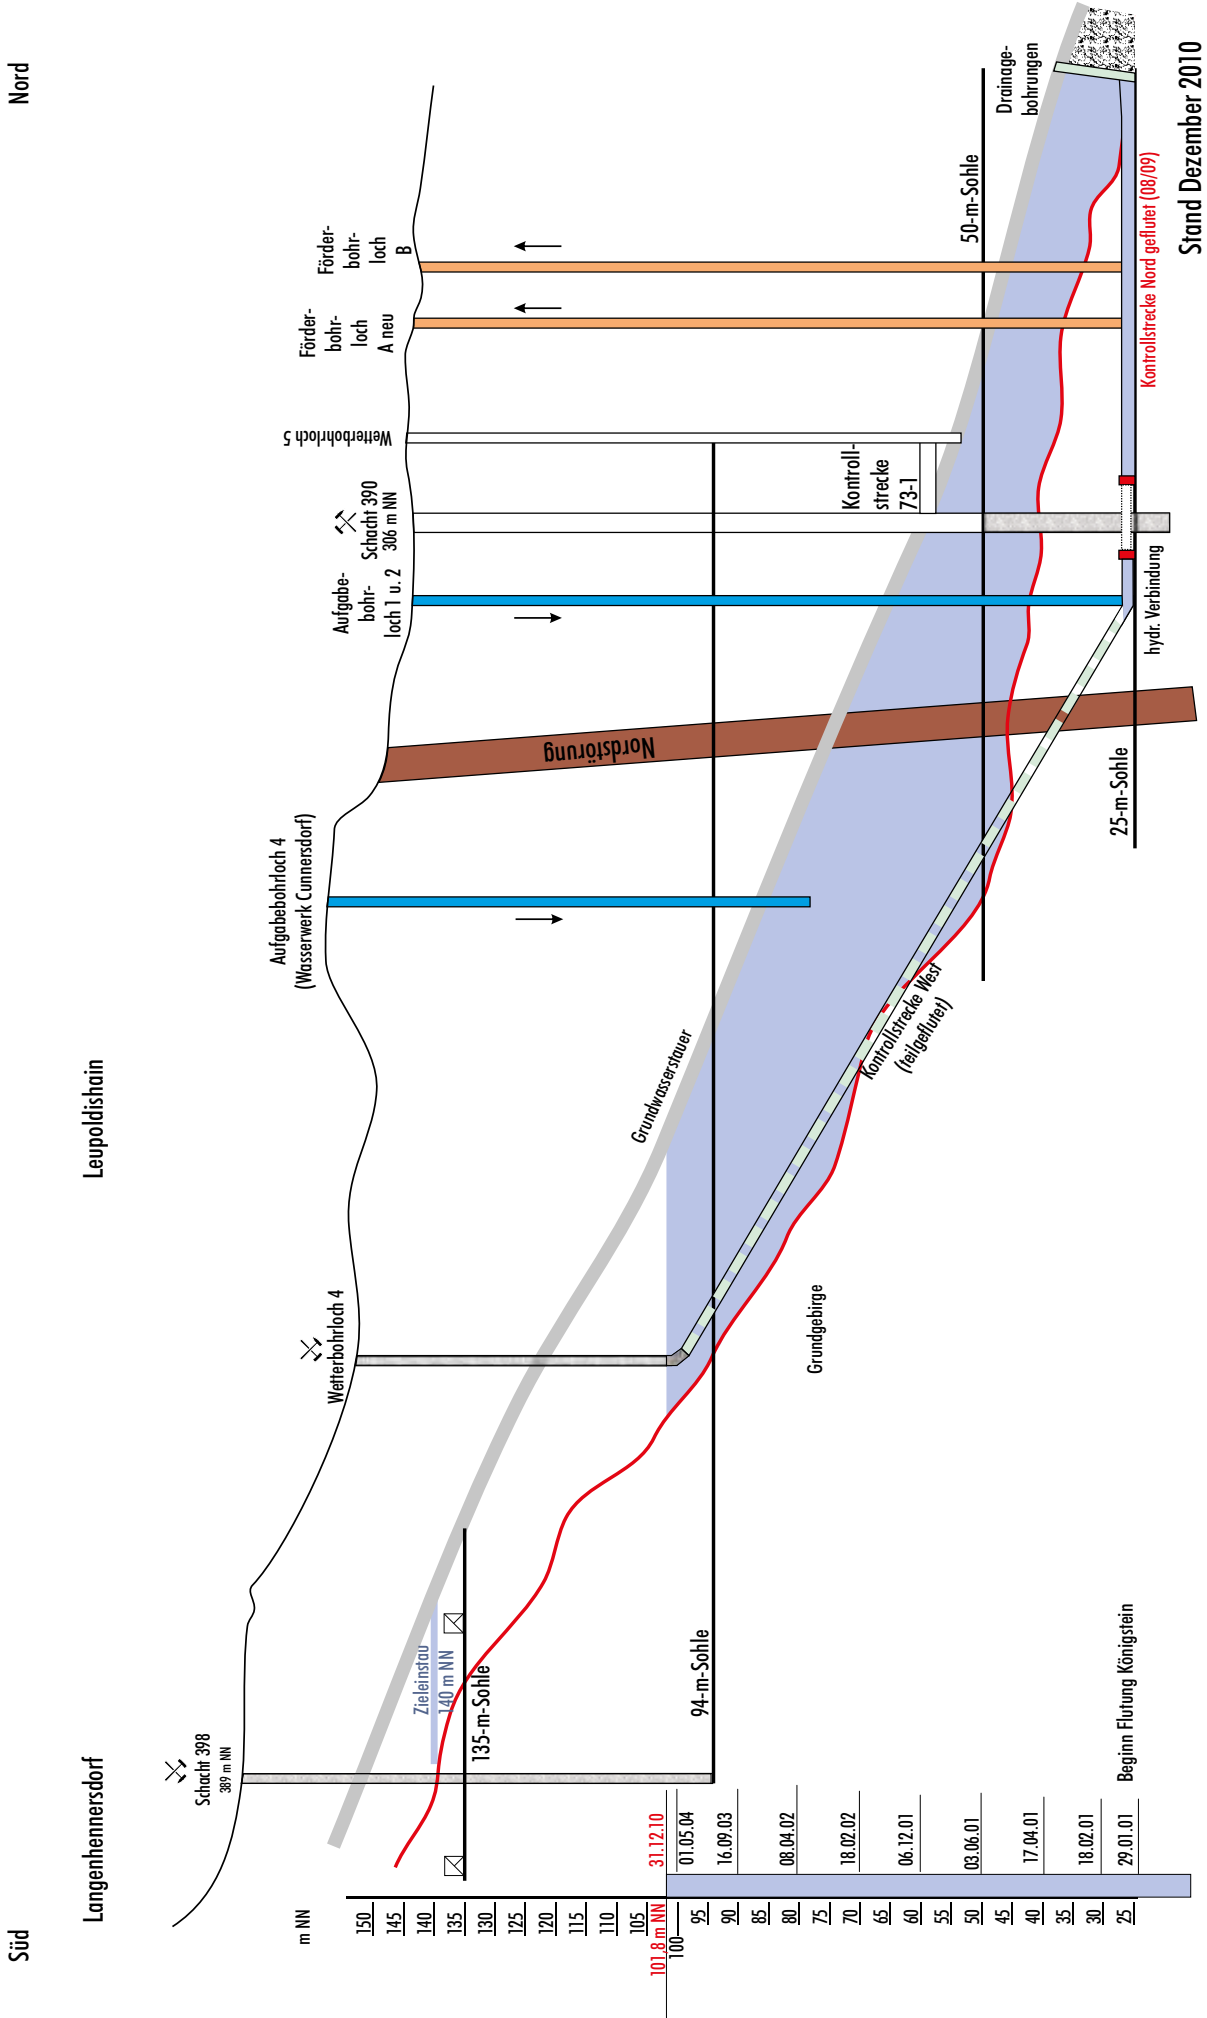 Süd
Nord
Langenhennersdorf
Leupoldishain
Schacht 398
389 m NN
Wetterbohrloch 4
Aufgabebohrloch 4
(Wasserwerk Cunnersdorf)
Nordstörung
Aufgabe-
bohr-
loch 1 u. 2
Schacht 390
306 m NN
Wetterbohrloch 5
Förder-
bohr-
loch
A neu
Förder-
bohr-
loch
B
Zieleinstau
140 m NN
135-m-Sohle
Grundwasserstauer
94-m-Sohle
Grundgebirge
Kontrollstrecke West
(teilgeflutet)
Kontroll-
strecke
73-1
50-m-Sohle
Drainage-
bohrungen
25-m-Sohle
hydr. Verbindung
Kontrollstrecke Nord geflutet (08/09)
Stand Dezember 2010
m NN
150
145
140
135
130
125
120
115
110
105
101,8 m NN
100
95
90
85
80
75
70
65
60
55
50
45
40
35
30
25
31.12.10
01.05.04
16.09.03
08.04.02
18.02.02
06.12.01
03.06.01
17.04.01
18.02.01
29.01.01
Beginn Flutung Königstein